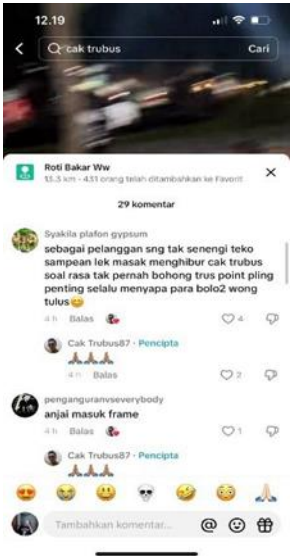 12.19
cak trubus
Cari
Roti Bakar Ww
13.3 km - 431 orang telah ditambahkan ke Favorit
29 komentar
Syakila plafon gypsum
sebagai pelanggan sng tak senengi teko
sampean lek masak menghibur cak trubus
soal rasa tak pernah bohong trus point pling
penting selalu menyapa para bolo2 wong
tulus😊
4 h Balas
4
Cak Trubus87 · Pencipta
🙏🙏🙏🙏
4 h Balas
2
penganguranvseverybody
anjai masuk frame
4 h Balas
1
Cak Trubus87 · Pencipta
🙏🙏🙏🙏
Tambahkan komentar...